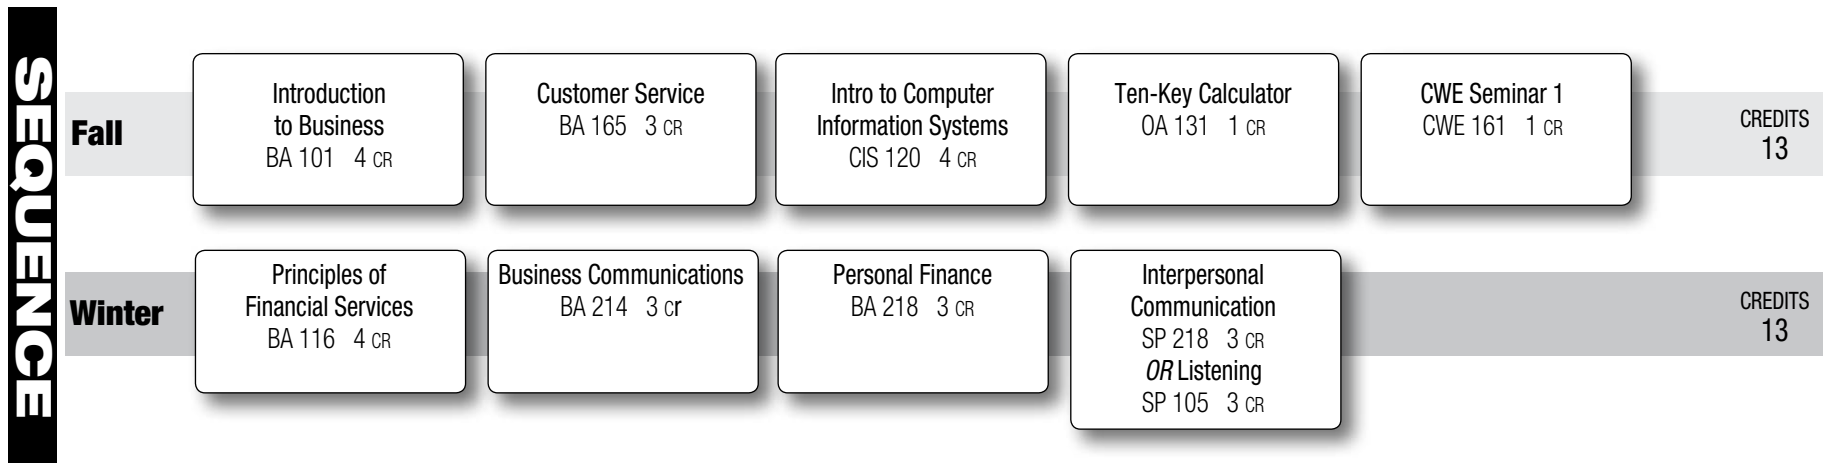 SEQUENCE
Fall
Introduction
to Business
BA 101 4 CR
Customer Service
BA 165 3 CR
Intro to Computer
Information Systems
CIS 120 4 CR
Ten-Key Calculator
OA 131 1 CR
CWE Seminar 1
CWE 161 1 CR
CREDITS
13
Winter
Principles of
Financial Services
BA 116 4 CR
Business Communications
BA 214 3 cr
Personal Finance
BA 218 3 CR
Interpersonal
Communication
SP 218 3 CR
OR Listening
SP 105 3 CR
CREDITS
13